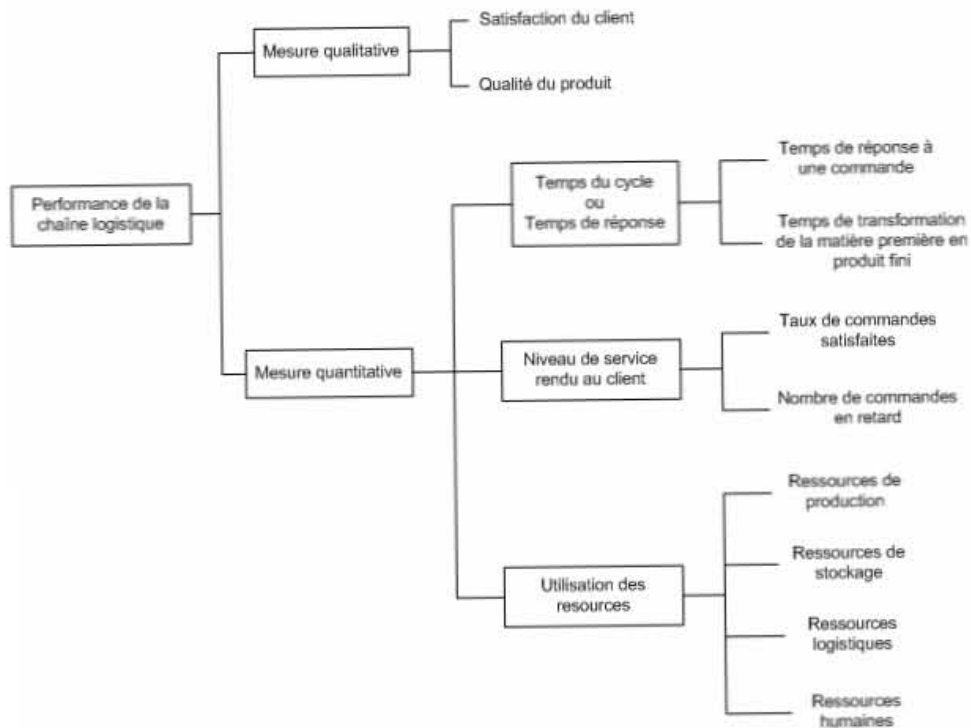 Satisfaction du client
Mesure qualitative
Qualité du produit
Temps de réponse à
une commande
Temps du cycle
ou
Temps de réponse
Performance de la
chaîne logistique
Temps de transformation
de la matière première en
produit fini
Taux de commandes
satisfaites
Mesure quantitative
Niveau de service
rendu au client
Nombre de commandes
en retard
Ressources de
production
Ressources de
stockage
Utilisation des
resources
Ressources
logistiques
Ressources
humaines